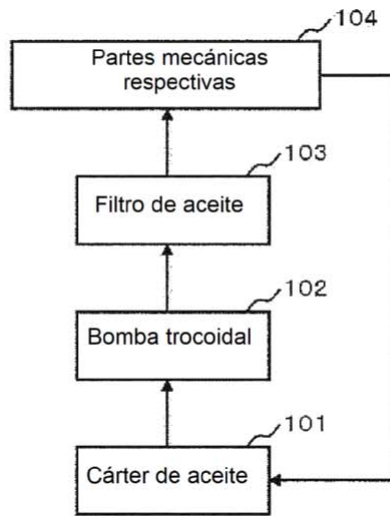 104
Partes mecánicas
respectivas
103
Filtro de aceite
102
Bomba trocoidal
101
Cárter de aceite